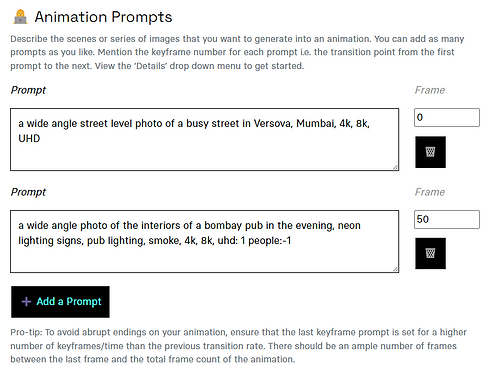 Animation Prompts
Describe the scenes or series of images that you want to generate into an animation. You can add as many
prompts as you like. Mention the keyframe number for each prompt i.e. the transition point from the first
prompt to the next. View the 'Details' drop down menu to get started.
Prompt Frame
a wide angle street level photo of a busy street in Versova, Mumbai, 4k, 8k, 0
UHD
Prompt Frame
a wide angle photo of the interiors of a bombay pub in the evening, neon 50
lighting signs, pub lighting, smoke, 4k, 8k, uhd: 1 people:-1
+ Add a Prompt
Pro-tip: To avoid abrupt endings on your animation, ensure that the last keyframe prompt is set for a higher
number of keyframes/time than the previous transition rate. There should be an ample number of frames
between the last frame and the total frame count of the animation.